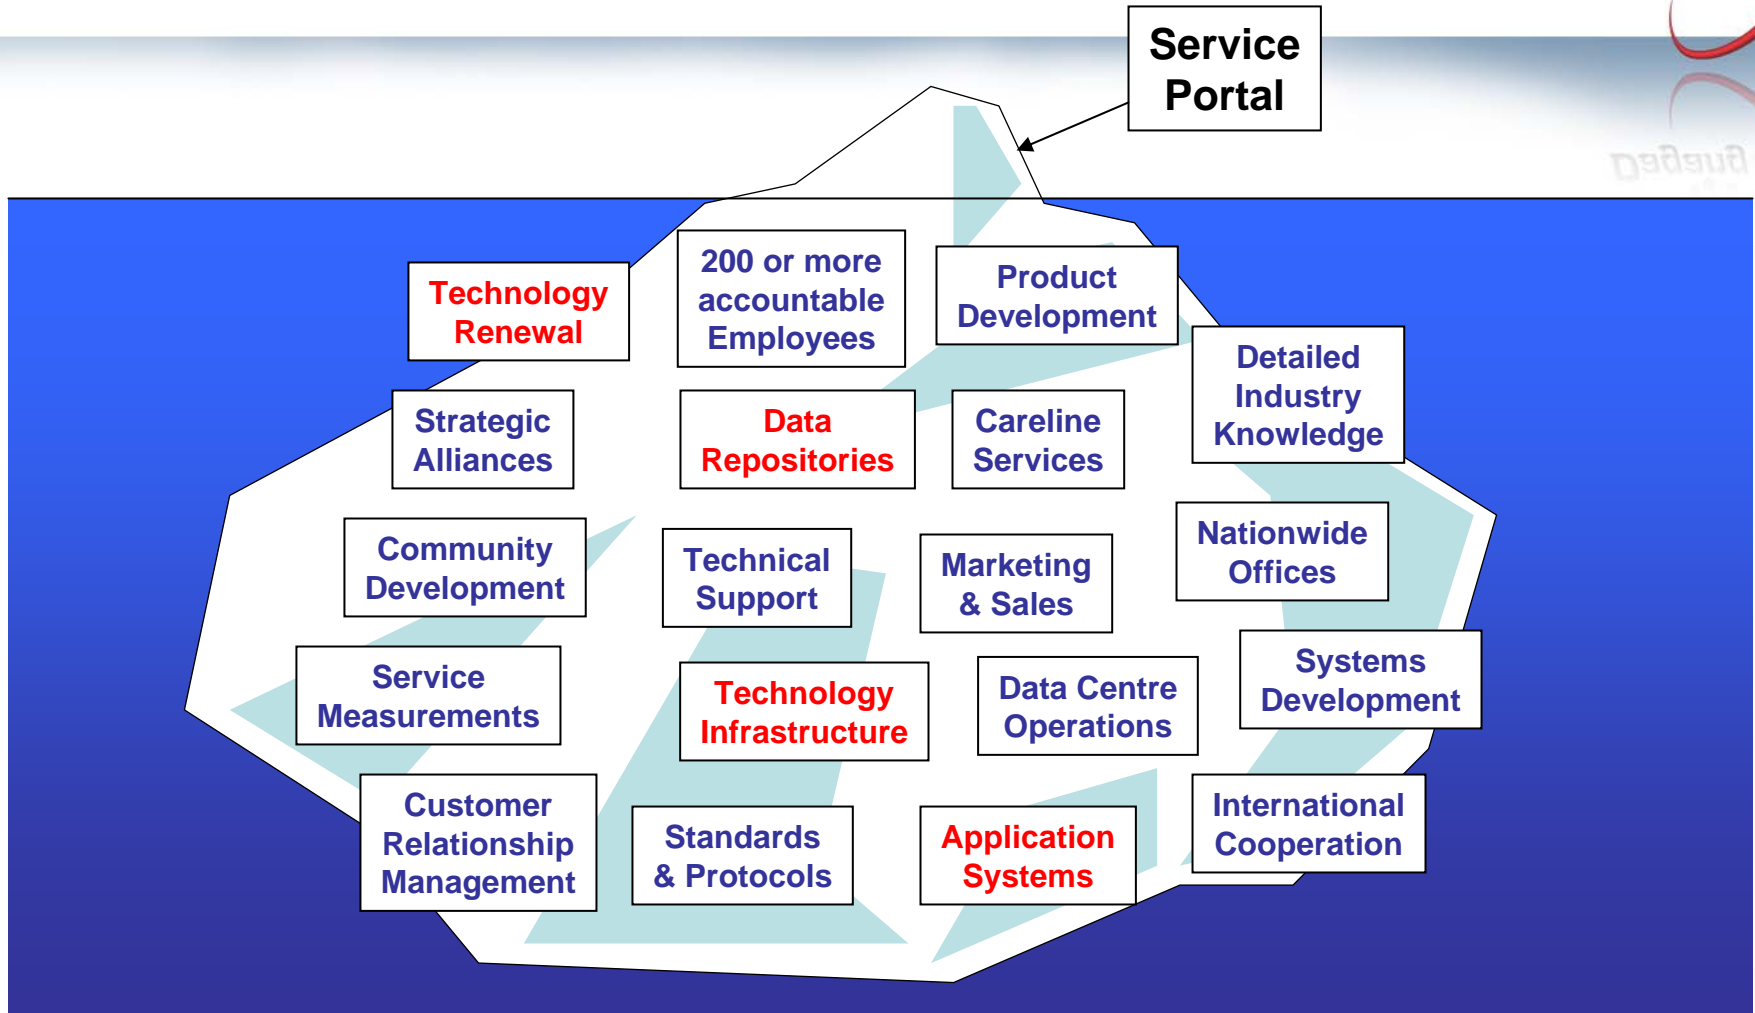 Service
Portal
Technology
Renewal
200 or more
accountable
Employees
Product
Development
Detailed
Industry
Knowledge
Strategic
Alliances
Data
Repositories
Careline
Services
Community
Development
Technical
Support
Marketing
& Sales
Nationwide
Offices
Service
Measurements
Technology
Infrastructure
Data Centre
Operations
Systems
Development
Customer
Relationship
Management
Standards
& Protocols
Application
Systems
International
Cooperation